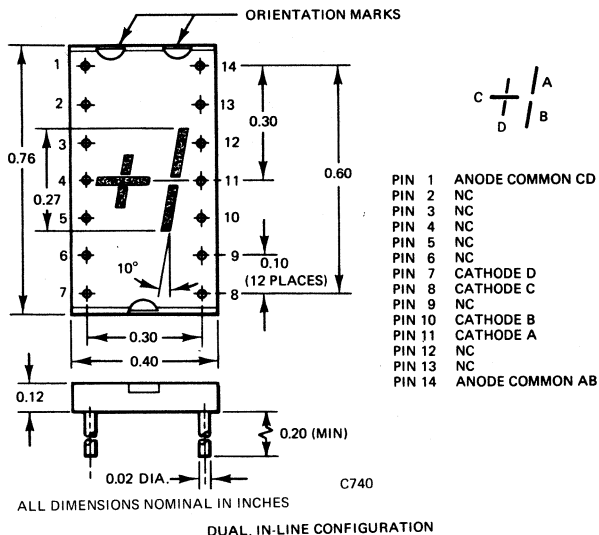 ORIENTATION MARKS
1 14
2 13
3 12
4 11
5 10
6 9
7 8
0.76
0.27
0.30
0.60
0.10
(12 PLACES)
10°
0.30
0.40
A
C
D B
PIN 1 ANODE COMMON CD
PIN 2 NC
PIN 3 NC
PIN 4 NC
PIN 5 NC
PIN 6 NC
PIN 7 CATHODE D
PIN 8 CATHODE C
PIN 9 NC
PIN 10 CATHODE B
PIN 11 CATHODE A
PIN 12 NC
PIN 13 NC
PIN 14 ANODE COMMON AB
0.12
0.20 (MIN)
0.02 DIA.
C740
ALL DIMENSIONS NOMINAL IN INCHES
DUAL. IN-LINE CONFIGURATION